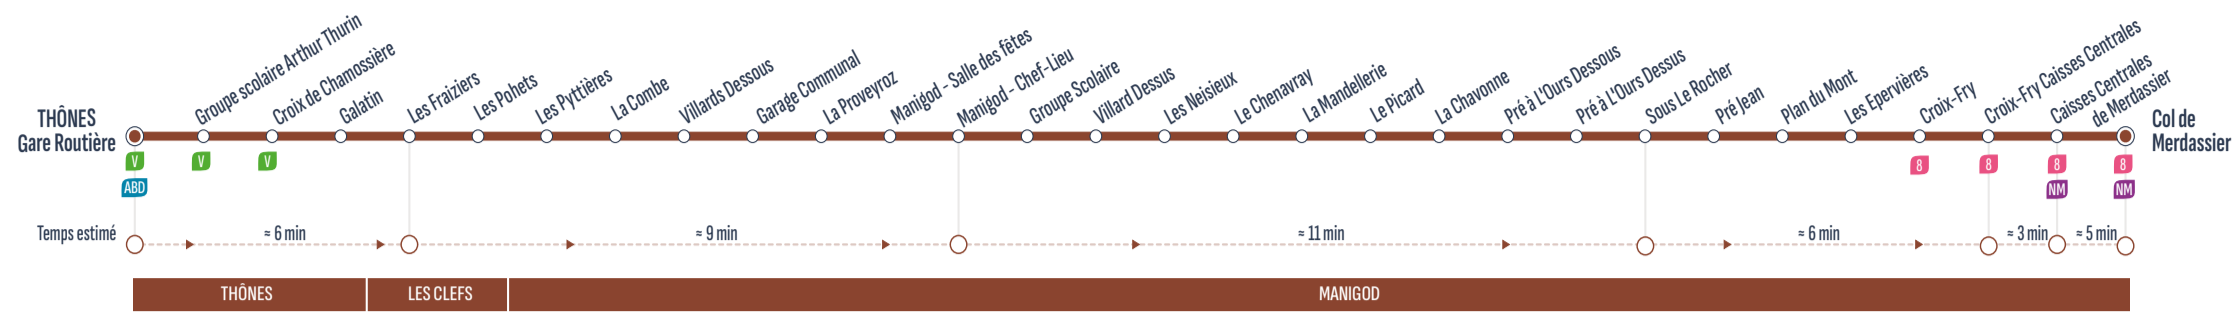 THÔNES
Gare Routière
Groupe scolaire Arthur Thurin
Croix de Chamossière
Galatin
Les Fraiziers
Les Pohets
Les Pyttières
La Combe
Villards Dessous
Garage Communal
La Proveyroz
Manigod - Salle des fêtes
Manigod - Chef-Lieu
Groupe Scolaire
Villard Dessus
Les Neisieux
Le Chenavray
La Mandellerie
Le Picard
La Chavonne
Pré à L'Ours Dessous
Pré à L'Ours Dessus
Sous Le Rocher
Pré Jean
Plan du Mont
Les Epervières
Croix-Fry
Croix-Fry Caisses Centrales
Caisses Centrales
de Merdassier
Col de
Merdassier
V V V 8 8 8 8
ABD NM NM
Temps estimé ≈ 6 min ≈ 9 min ≈ 11 min ≈ 6 min ≈ 3 min ≈ 5 min
THÔNES LES CLEFS MANIGOD